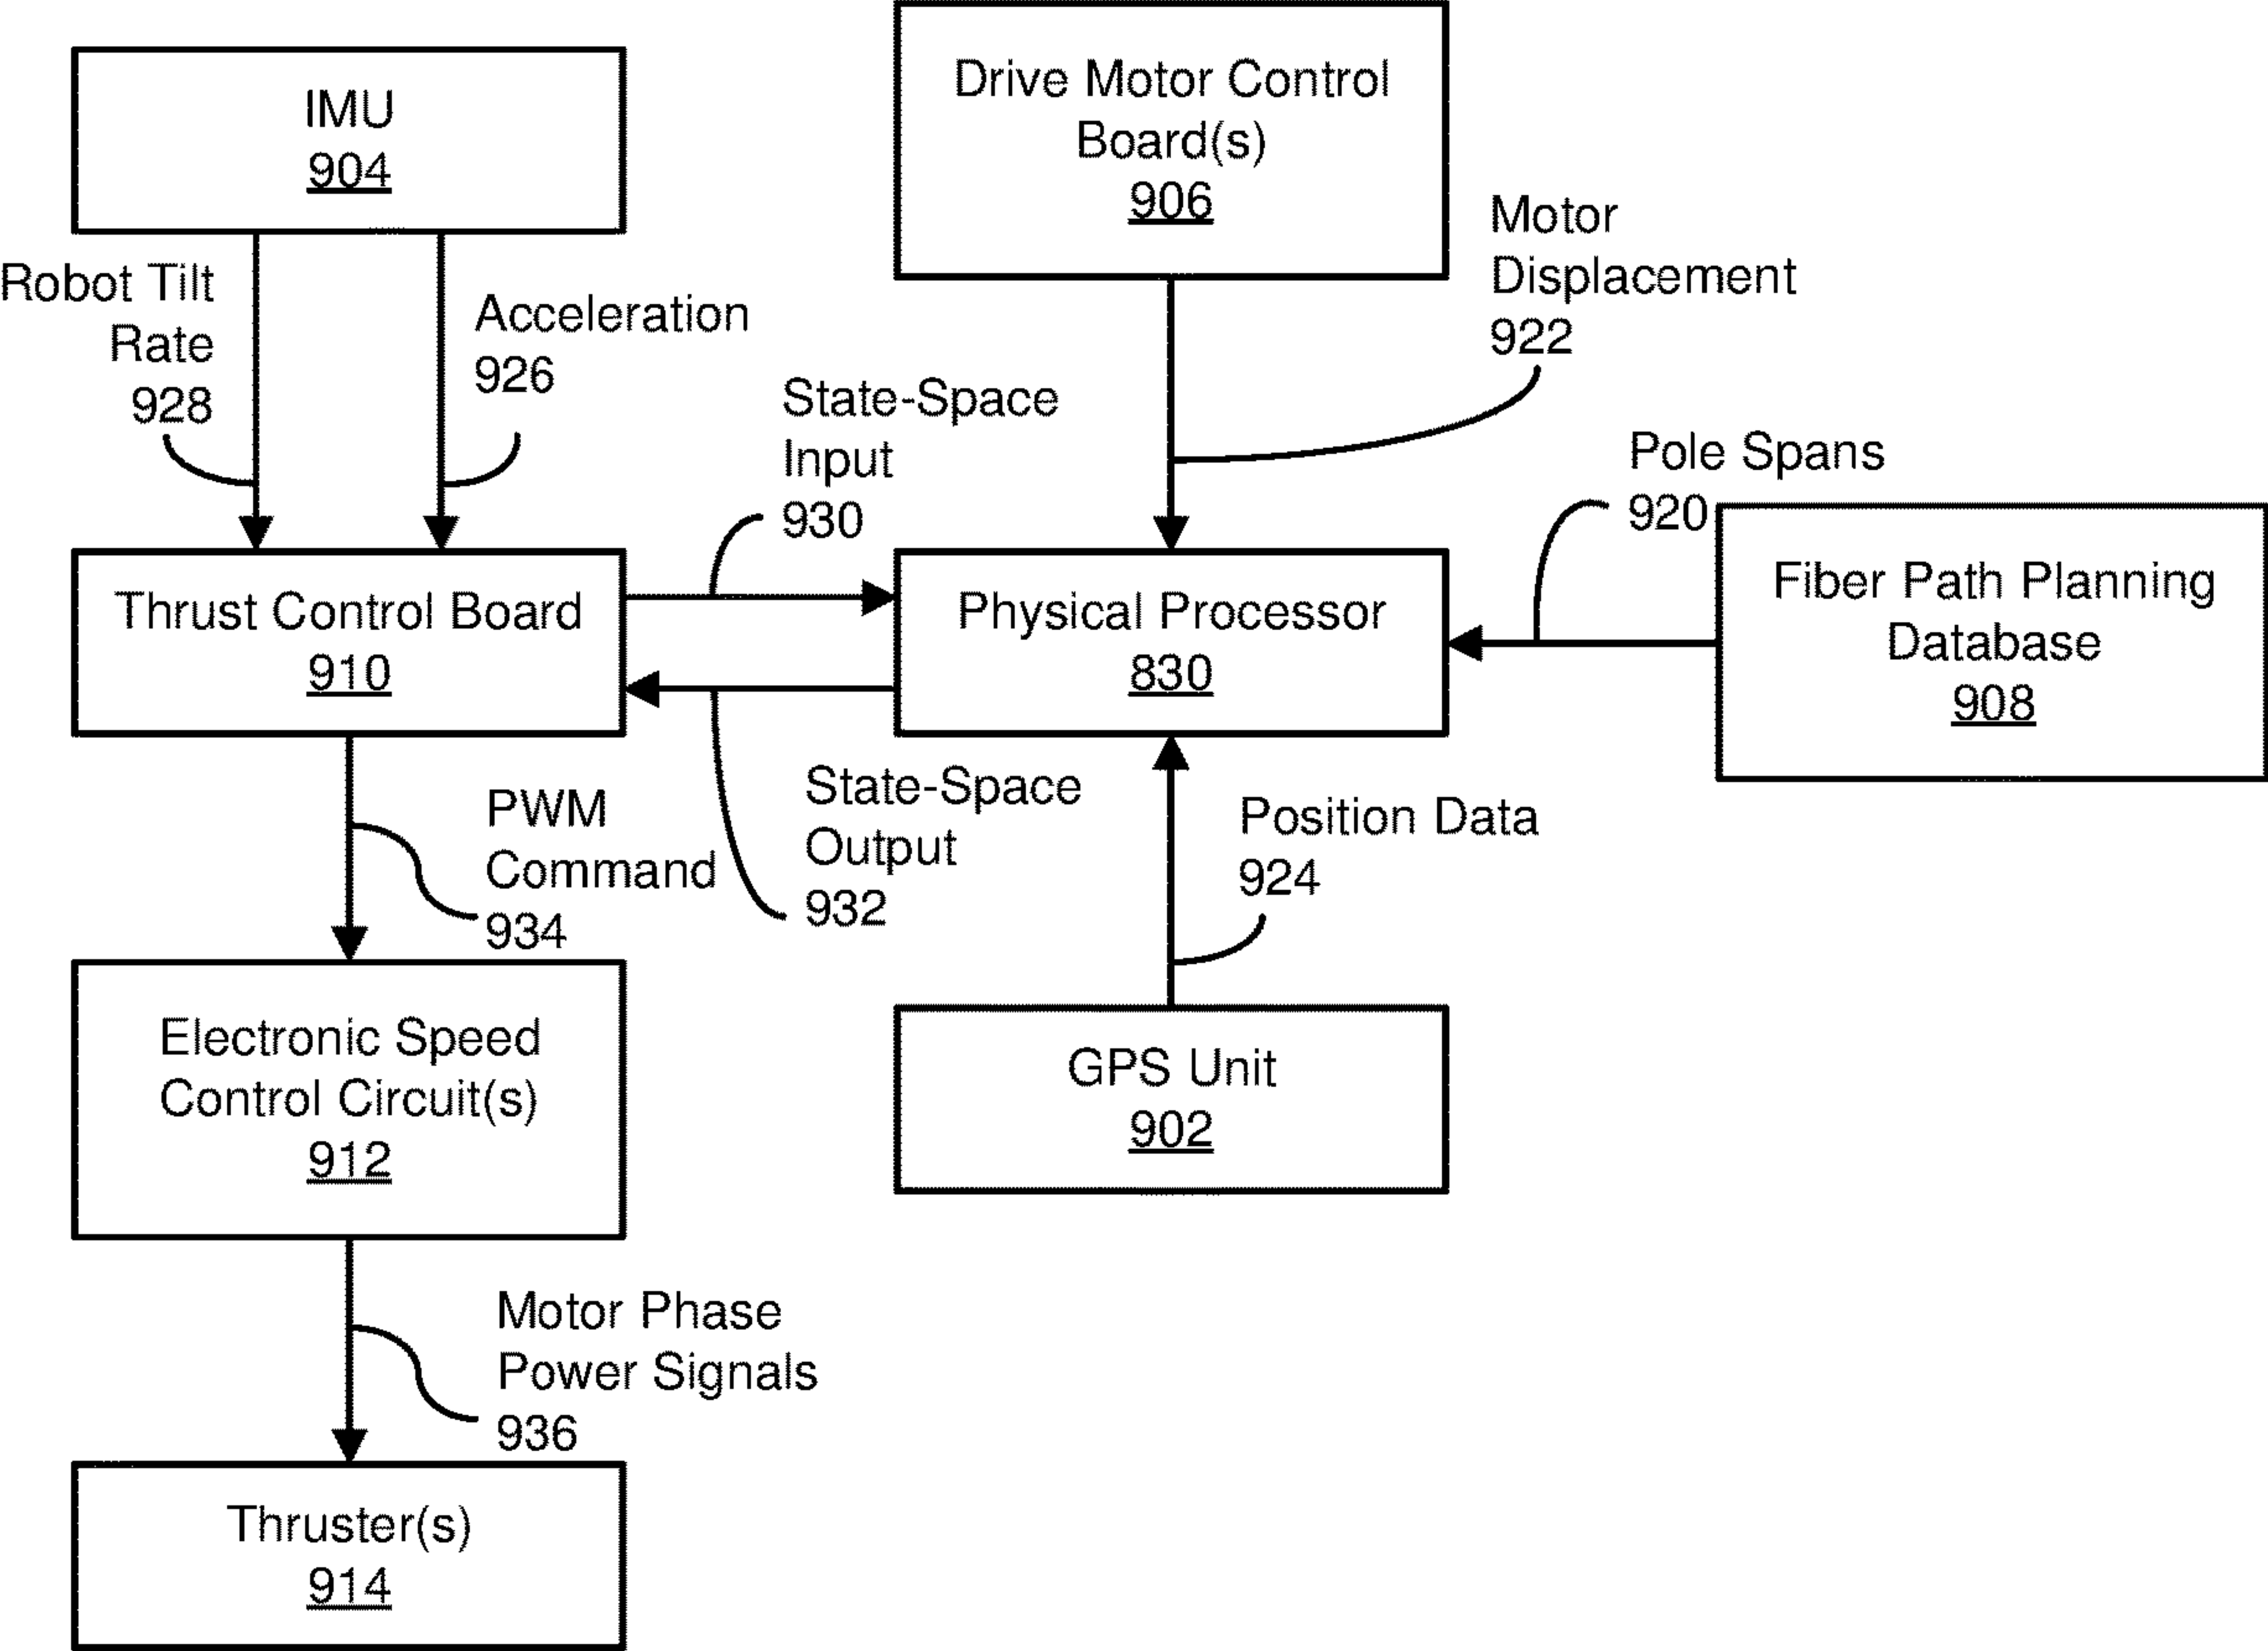 IMU
904
Drive Motor Control
Board(s)
906
Motor
Displacement
922
Robot Tilt
Rate
928
Acceleration
926
State-Space
Input
930
Pole Spans
920
Thrust Control Board
910
Physical Processor
830
Fiber Path Planning
Database
908
PWM
Command
934
State-Space
Output
932
Position Data
924
Electronic Speed
Control Circuit(s)
912
GPS Unit
902
Motor Phase
Power Signals
936
Thruster(s)
914